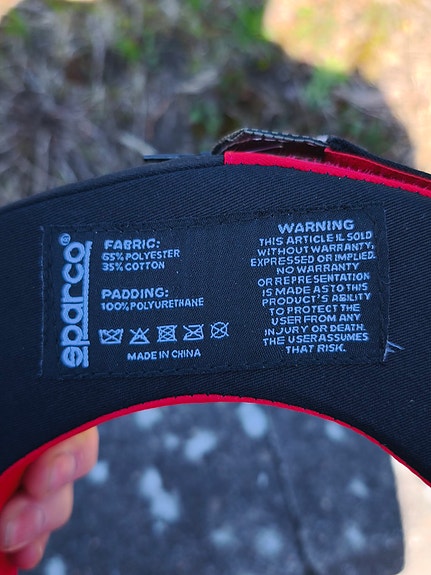 sparco®
FABRIC:
65% POLYESTER
35% COTTON
PADDING:
100% POLYURETHANE
MADE IN CHINA
WARNING
THIS ARTICLE IS SOLD
WITHOUT WARRANTY,
EXPRESSED OR IMPLIED.
NO WARRANTY
OR REPRESENTATION
IS MADE AS TO THIS
PRODUCT'S ABILITY
TO PROTECT THE
USER FROM ANY
INJURY OR DEATH.
THE USER ASSUMES
THAT RISK.